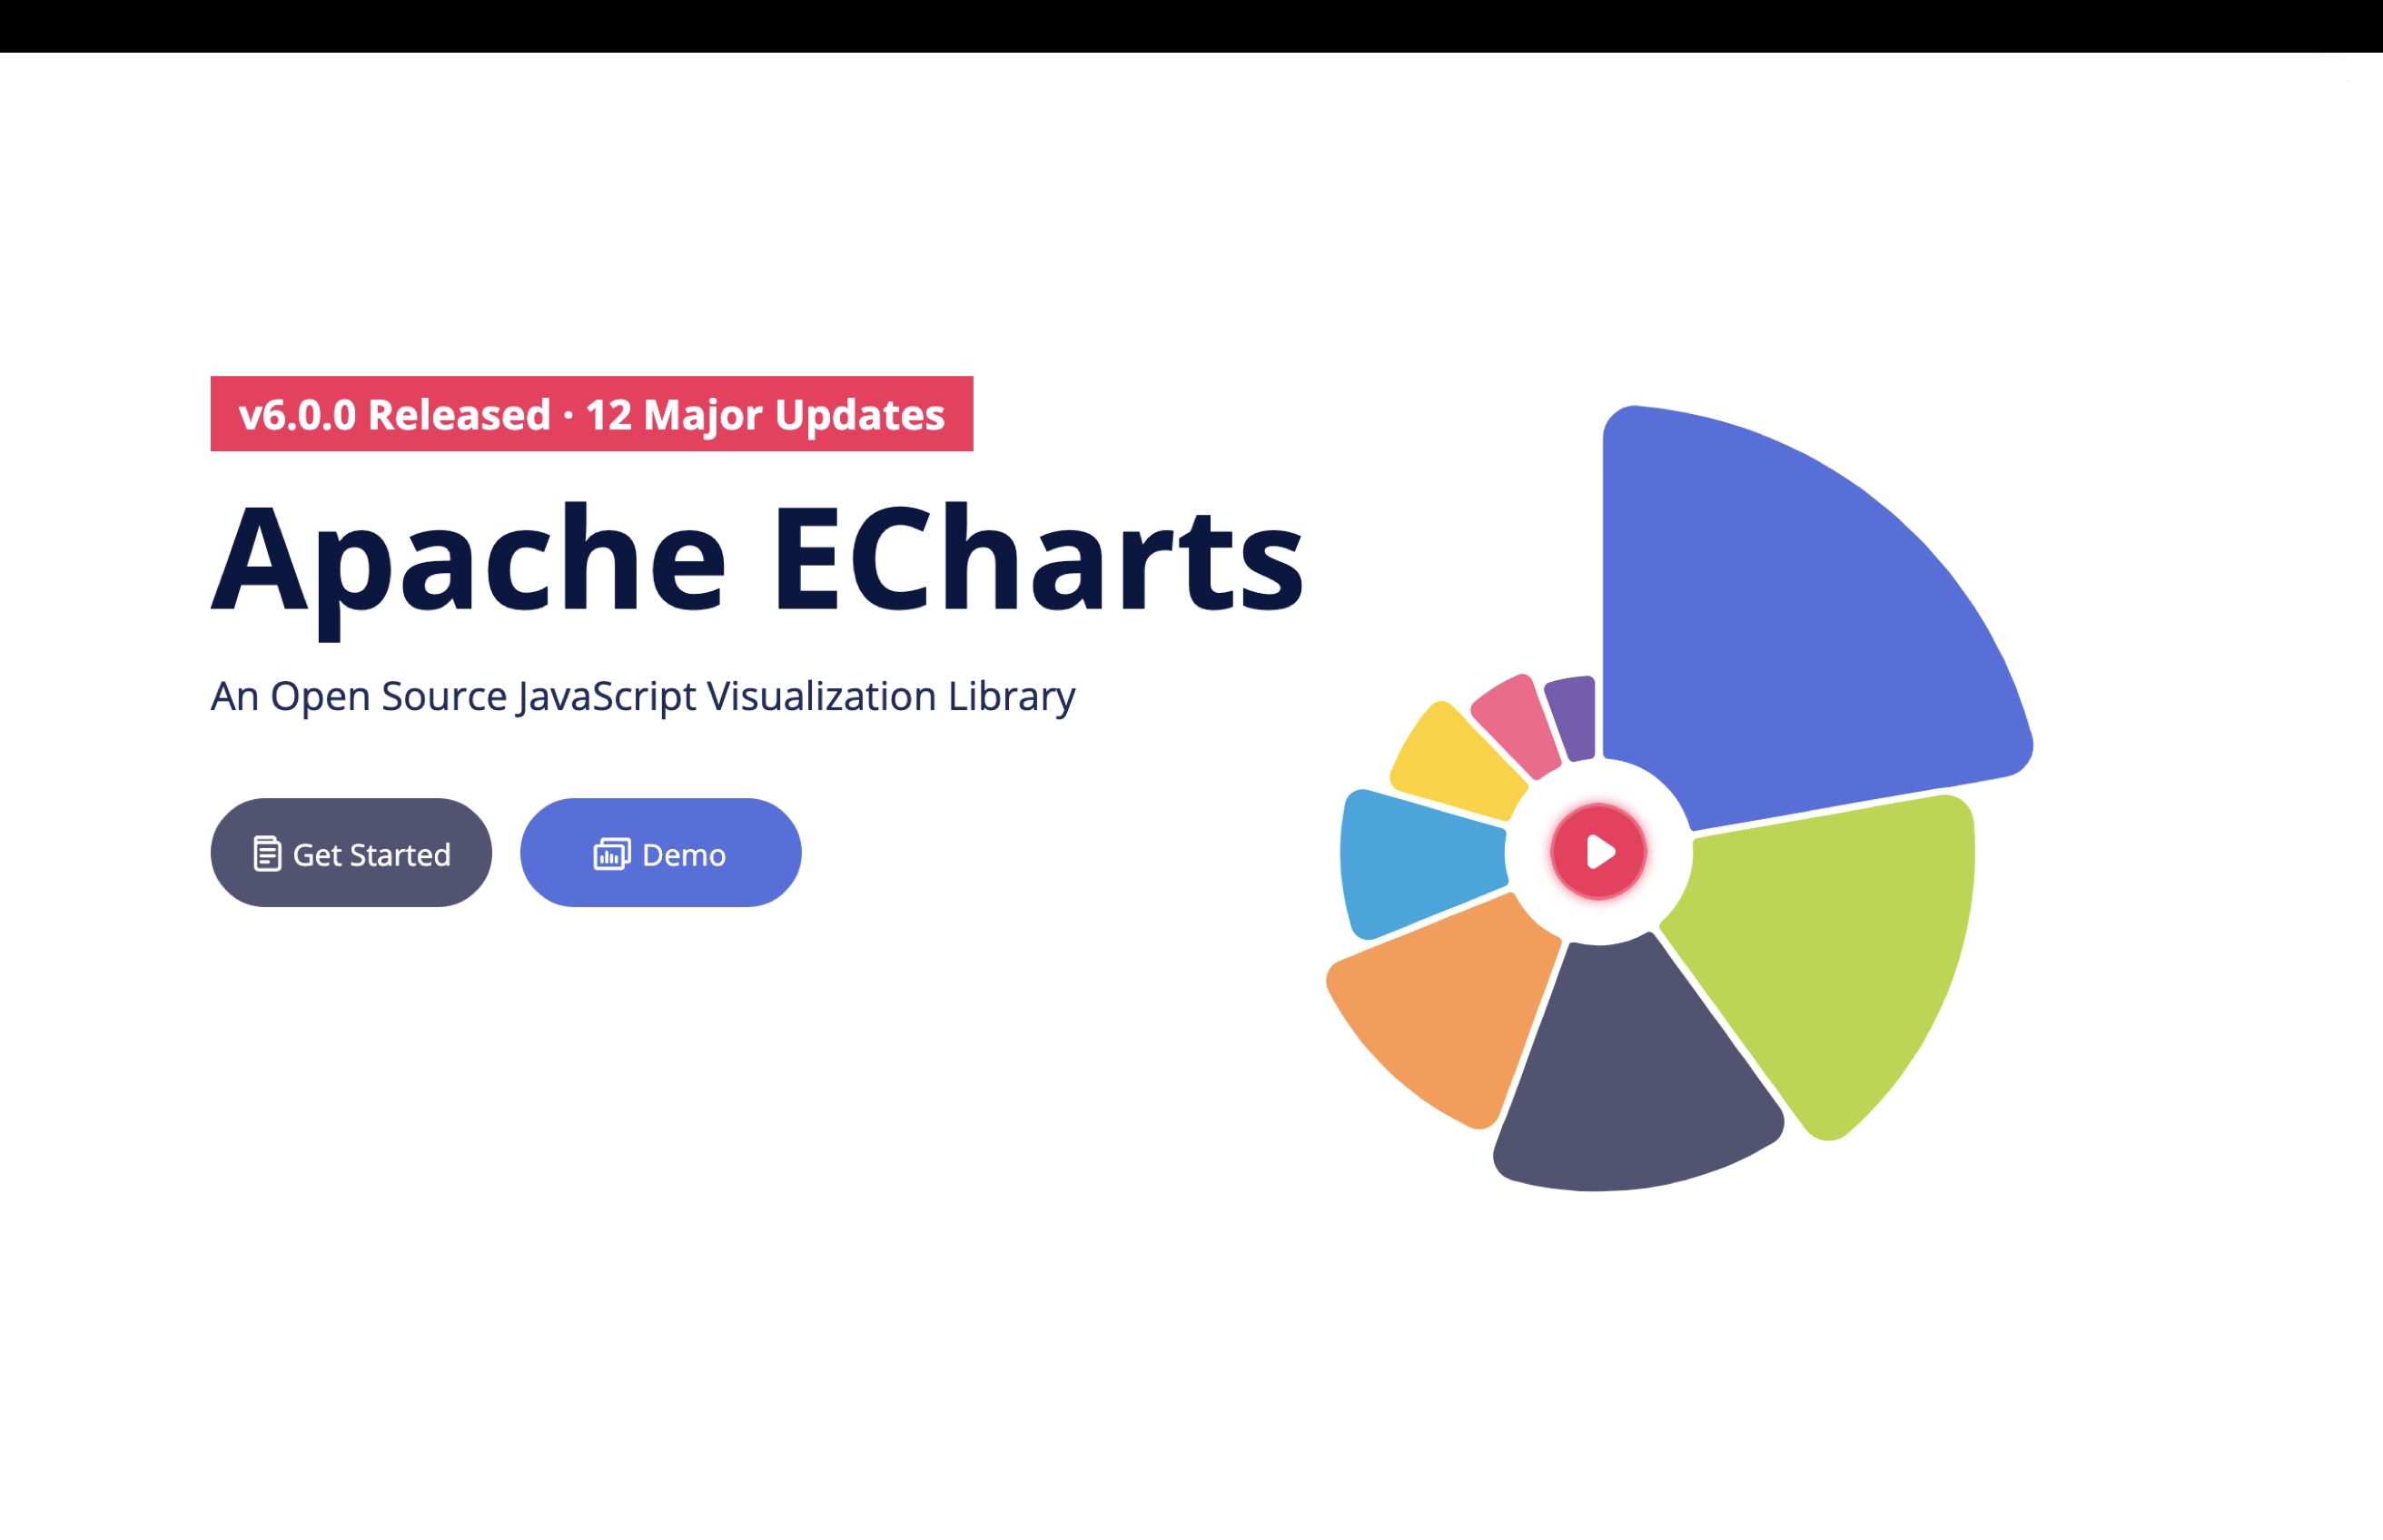 v6.0.0 Released · 12 Major Updates
Apache ECharts
An Open Source JavaScript Visualization Library
Get Started
Demo